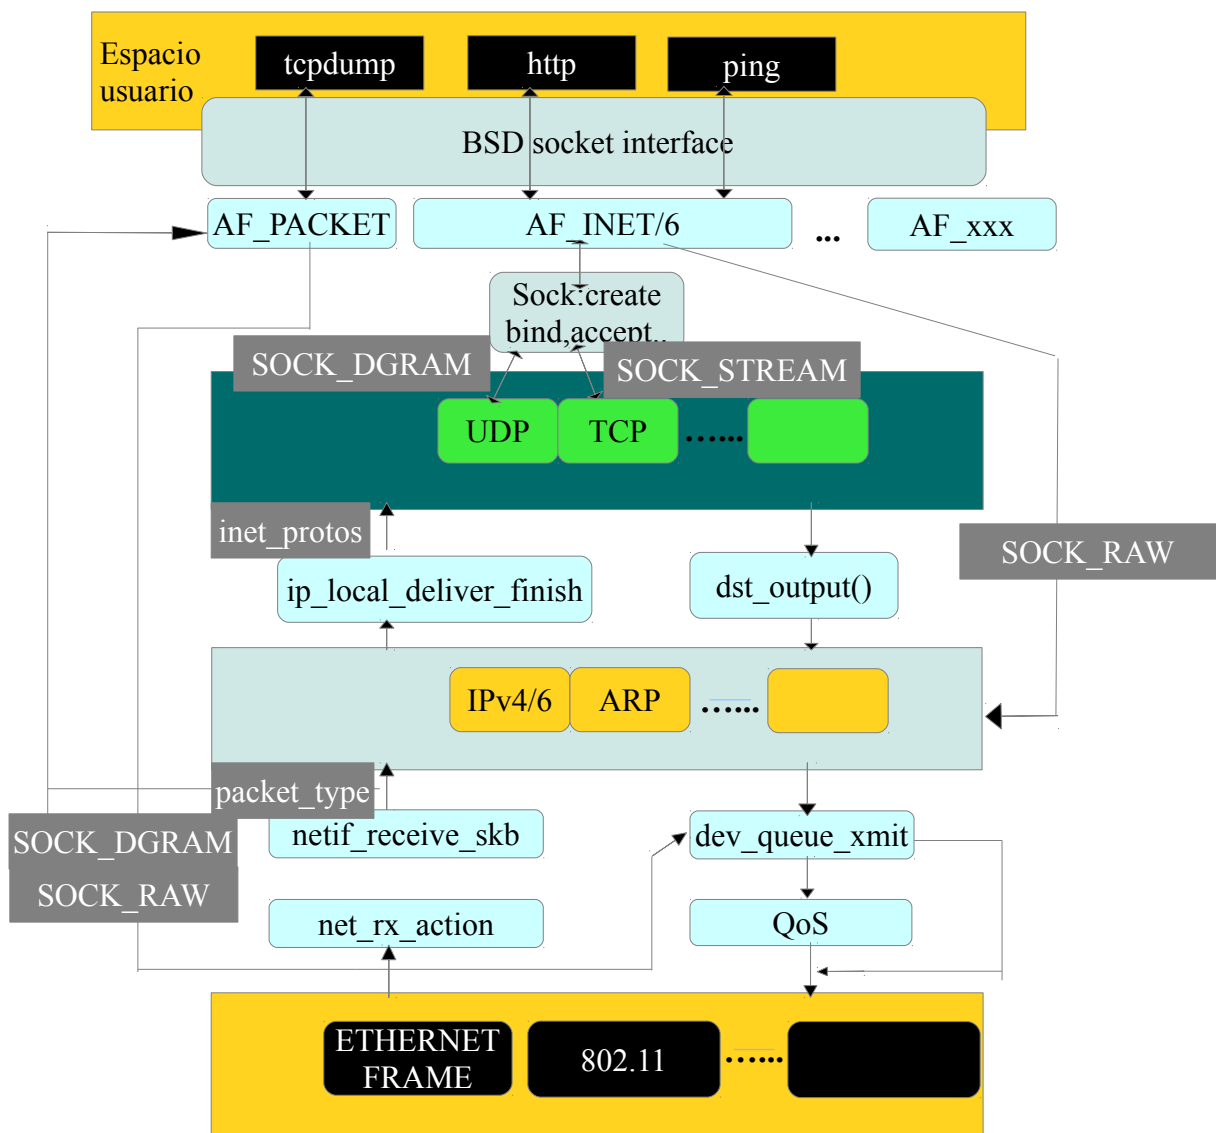 Espacio
usuario
tcpdump
http
ping
BSD socket interface
AF_PACKET
AF_INET/6
...
AF_xxx
Sock:create
bind,accept..
SOCK_DGRAM
SOCK_STREAM
UDP
TCP
…...
inet_protos
SOCK_RAW
ip_local_deliver_finish
dst_output()
IPv4/6
ARP
…...
packet_type
netif_receive_skb
dev_queue_xmit
SOCK_DGRAM
SOCK_RAW
net_rx_action
QoS
ETHERNET
FRAME
802.11
…...